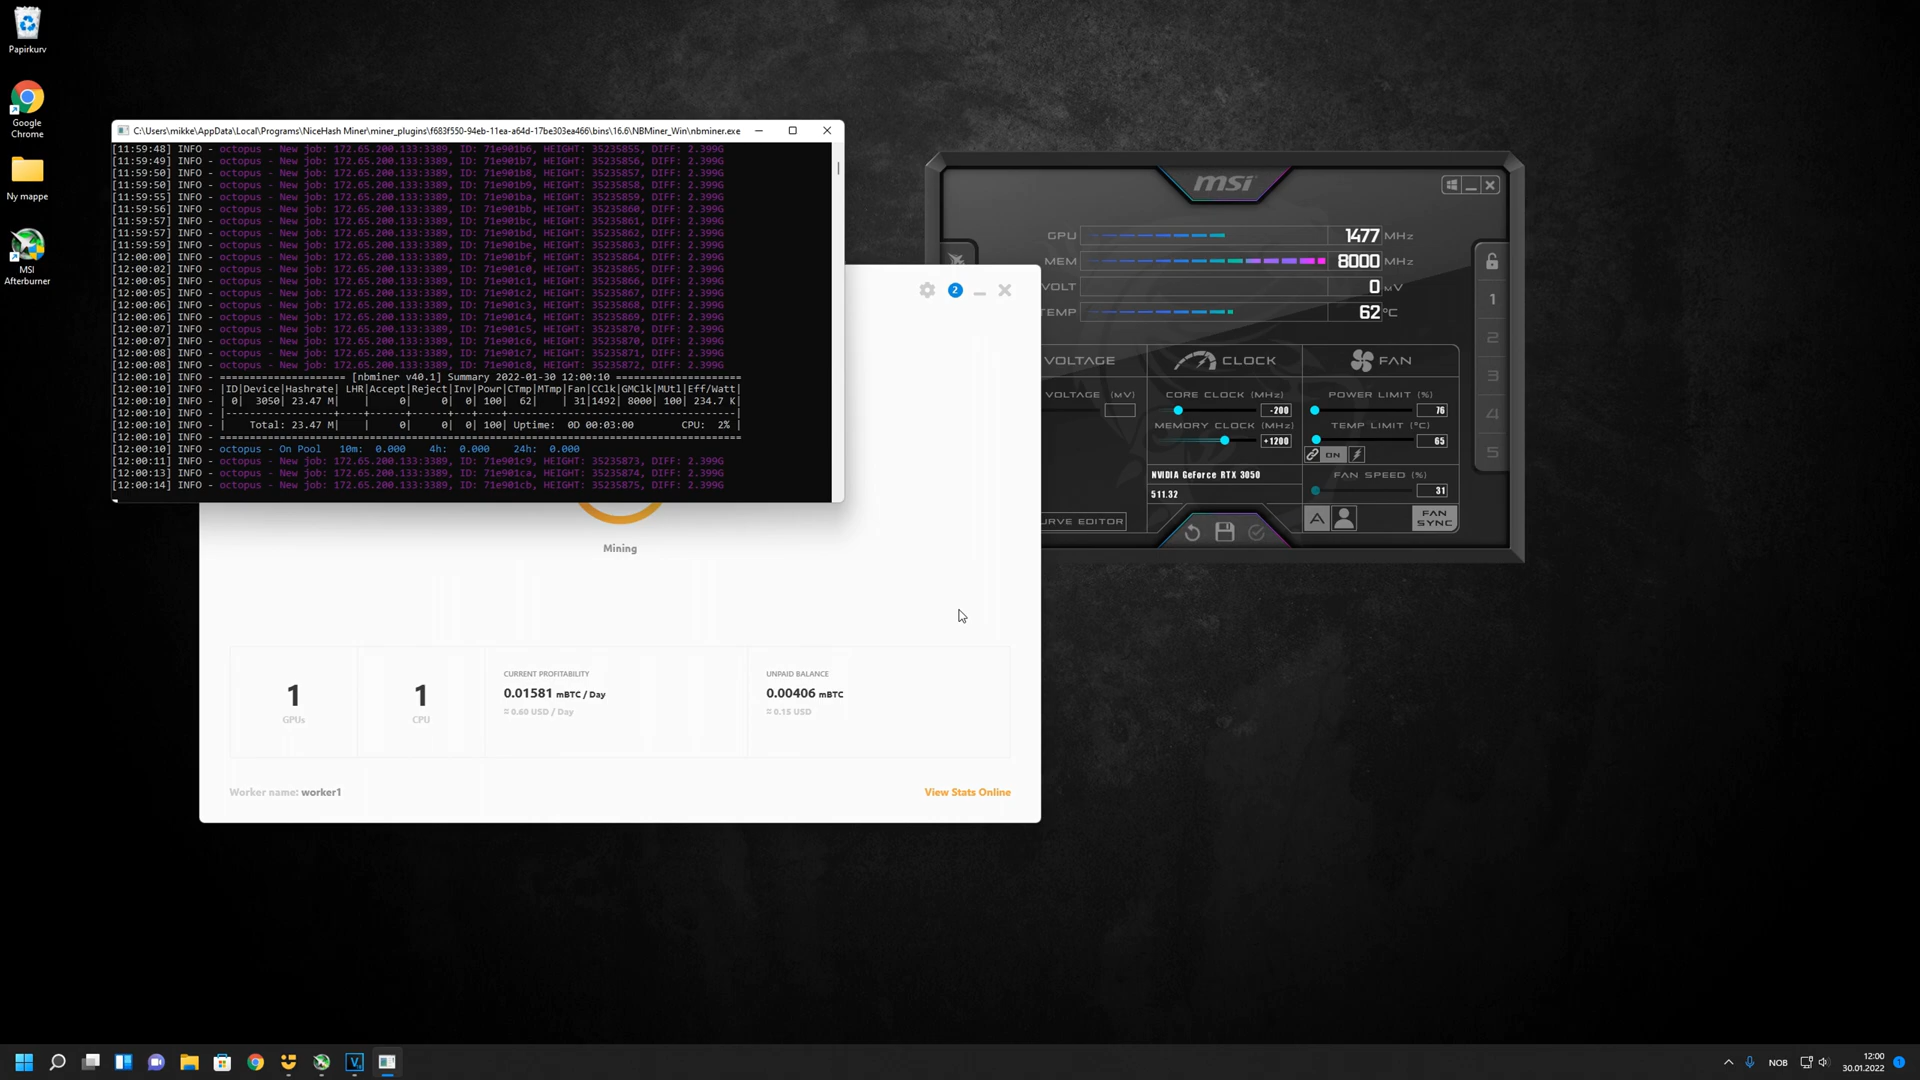 Papirkurv
Google
Chrome
Ny mappe
MSI
Afterburner
C:\Users\mikke\AppData\Local\Programs\NiceHash Miner\miner_plugins\f683f550-94eb-11ea-a64d-17be303ea466\bins\16.6\NBMiner_Win\nbminer.exe
[11:59:48] INFO - octopus - New job: 172.65.200.133:3389, ID: 71e901b6, HEIGHT: 35235855, DIFF: 2.399G
[11:59:49] INFO - octopus - New job: 172.65.200.133:3389, ID: 71e901b7, HEIGHT: 35235856, DIFF: 2.399G
[11:59:50] INFO - octopus - New job: 172.65.200.133:3389, ID: 71e901b8, HEIGHT: 35235857, DIFF: 2.399G
[11:59:50] INFO - octopus - New job: 172.65.200.133:3389, ID: 71e901b9, HEIGHT: 35235858, DIFF: 2.399G
[11:59:55] INFO - octopus - New job: 172.65.200.133:3389, ID: 71e901ba, HEIGHT: 35235859, DIFF: 2.399G
[11:59:56] INFO - octopus - New job: 172.65.200.133:3389, ID: 71e901bb, HEIGHT: 35235860, DIFF: 2.399G
[11:59:57] INFO - octopus - New job: 172.65.200.133:3389, ID: 71e901bc, HEIGHT: 35235861, DIFF: 2.399G
[11:59:57] INFO - octopus - New job: 172.65.200.133:3389, ID: 71e901bd, HEIGHT: 35235862, DIFF: 2.399G
[11:59:59] INFO - octopus - New job: 172.65.200.133:3389, ID: 71e901be, HEIGHT: 35235863, DIFF: 2.399G
[12:00:00] INFO - octopus - New job: 172.65.200.133:3389, ID: 71e901bf, HEIGHT: 35235864, DIFF: 2.399G
[12:00:02] INFO - octopus - New job: 172.65.200.133:3389, ID: 71e901c0, HEIGHT: 35235865, DIFF: 2.399G
[12:00:05] INFO - octopus - New job: 172.65.200.133:3389, ID: 71e901c1, HEIGHT: 35235866, DIFF: 2.399G
[12:00:05] INFO - octopus - New job: 172.65.200.133:3389, ID: 71e901c2, HEIGHT: 35235867, DIFF: 2.399G
[12:00:06] INFO - octopus - New job: 172.65.200.133:3389, ID: 71e901c3, HEIGHT: 35235868, DIFF: 2.399G
[12:00:06] INFO - octopus - New job: 172.65.200.133:3389, ID: 71e901c4, HEIGHT: 35235869, DIFF: 2.399G
[12:00:07] INFO - octopus - New job: 172.65.200.133:3389, ID: 71e901c5, HEIGHT: 35235870, DIFF: 2.399G
[12:00:07] INFO - octopus - New job: 172.65.200.133:3389, ID: 71e901c6, HEIGHT: 35235870, DIFF: 2.399G
[12:00:08] INFO - octopus - New job: 172.65.200.133:3389, ID: 71e901c7, HEIGHT: 35235871, DIFF: 2.399G
[12:00:08] INFO - octopus - New job: 172.65.200.133:3389, ID: 71e901c8, HEIGHT: 35235872, DIFF: 2.399G
[12:00:10] INFO - ===================== [nbminer v40.1] Summary 2022-01-30 12:00:10 =====================
[12:00:10] INFO - |ID|Device|Hashrate| LHR|Accept|Reject|Inv|Powr|CTmp|MTmp|Fan|CClk|GMClk|MUtl|Eff/Watt|
[12:00:10] INFO - | 0|  3050| 23.47 M|    |     0|     0|  0| 100|  62|    | 31|1492| 8000| 100| 234.7 K|
[12:00:10] INFO - |------------------+----+------+------+---+----+--------------------------------------|
[12:00:10] INFO - |    Total: 23.47 M|    |     0|     0|  0| 100| Uptime:  0D 00:03:00        CPU:  2% |
[12:00:10] INFO - =======================================================================================
[12:00:10] INFO - octopus - On Pool   10m:  0.000    4h:  0.000    24h:  0.000
[12:00:11] INFO - octopus - New job: 172.65.200.133:3389, ID: 71e901c9, HEIGHT: 35235873, DIFF: 2.399G
[12:00:13] INFO - octopus - New job: 172.65.200.133:3389, ID: 71e901ca, HEIGHT: 35235874, DIFF: 2.399G
[12:00:14] INFO - octopus - New job: 172.65.200.133:3389, ID: 71e901cb, HEIGHT: 35235875, DIFF: 2.399G
2
Mining
1
GPUs
1
CPU
CURRENT PROFITABILITY
0.01581 mBTC / Day
≈ 0.60 USD / Day
UNPAID BALANCE
0.00406 mBTC
≈ 0.15 USD
Worker name: worker1
View Stats Online
msi
GPU 1477 MHz
MEM 8000 MHz
VOLT 0 mV
TEMP 62 °C
VOLTAGE
VOLTAGE (MV)
CLOCK
CORE CLOCK (MHz) -200
MEMORY CLOCK (MHz) +1200
NVIDIA GeForce RTX 3050
511.32
FAN
POWER LIMIT (%) 76
TEMP LIMIT (°C) 65
ON
FAN SPEED (%) 31
A
FAN
SYNC
URVE EDITOR
1
2
3
4
5
NOB
12:00
30.01.2022
1